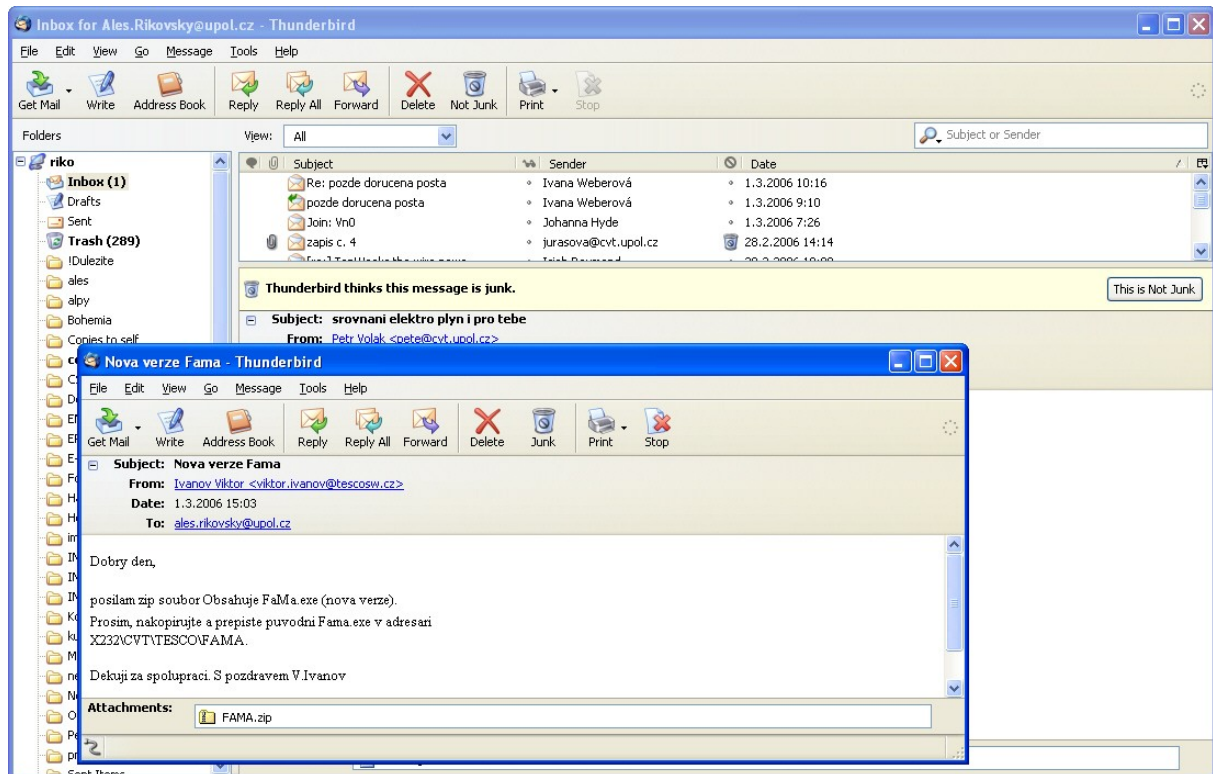 Inbox for Ales.Rikovsky@upol.cz - Thunderbird
File Edit View Go Message Tools Help
Get Mail Write Address Book Reply Reply All Forward Delete Not Junk Print Stop
Folders View: All Subject or Sender
riko Subject Sender Date
Inbox (1) Re: pozde dorucena posta Ivana Weberová 1.3.2006 10:16
Drafts pozde dorucena posta Ivana Weberová 1.3.2006 9:10
Sent Join: Vn0 Johanna Hyde 1.3.2006 7:26
Trash (289) zapis c. 4 jurasova@cvt.upol.cz 28.2.2006 14:14
!Dulezite
ales
Thunderbird thinks this message is junk. This is Not Junk
alpy
Bohemia Subject: srovnani elektro plyn i pro tebe
Copies to self From: Petr Volak <pete@cvt.upol.cz>
Nova verze Fama - Thunderbird
File Edit View Go Message Tools Help
Get Mail Write Address Book Reply Reply All Forward Delete Junk Print Stop
Subject: Nova verze Fama
From: Ivanov Viktor <viktor.ivanov@tescosw.cz>
Date: 1.3.2006 15:03
To: ales.rikovsky@upol.cz
Dobry den,
posilam zip soubor Obsahuje FaMa.exe (nova verze).
Prosim, nakopirujte a prepiste puvodni Fama.exe v adresari
X232\CVT\TESCO\FAMA.
Dekuji za spolupraci. S pozdravem V.Ivanov
Attachments: FAMA.zip
Sent Items